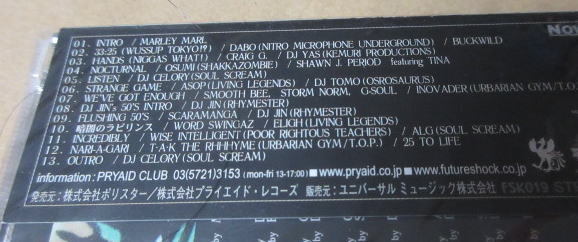 01. INTRO / MARLEY MARL
02. 33:25 (WUSSUP TOKYO!?) / DABO (NITRO MICROPHONE UNDERGROUND) / BUCKWILD
03. HANDS (NIGGAS WHAT!) / CRAIG G. / DJ YAS (KEMURI PRODUCTIONS)
04. NOCTURNAL / OSUMI (SHAKKAZOMBIE) / SHAWN J. PERIOD featuring TINA
05. LISTEN / DJ CELORY (SOUL SCREAM)
06. STRANGE GAME / ASOP (LIVING LEGENDS) / DJ TOMO (OSROSAURUS)
07. WE'VE GOT ENOUGH / SMOOTH BEE, STORM NORM, G-SOUL / INOVADER (URBARIAN GYM/T.O.P.)
08. DJ JIN's 50'S INTRO / DJ JIN (RHYMESTER)
09. FLUSHING 50'S / SCARAMANGA / DJ JIN (RHYMESTER)
10. 暗闇のラビリンス / WORD SWINGAZ / ELIGH (LIVING LEGENDS)
11. INCREDIBLY / WISE INTELLIGENT (POOR RIGHTOUS TEACHERS) / ALG (SOUL SCREAM)
12. NARI-A-GARI / T-A-K THE RHHHYME (URBARIAN GYM/T.O.P.) / 25 TO LIFE
13. OUTRO / DJ CELORY (SOUL SCREAM)
information : PRYAID CLUB 03(5721)3153 (mon-fri 13-17:00) ■ www.pryaid.co.jp ■ www.futureshock.co.jp
発売元：株式会社ポリスター/株式会社プライエイド・レコーズ 販売元：ユニバーサル ミュージック株式会社 FSK019